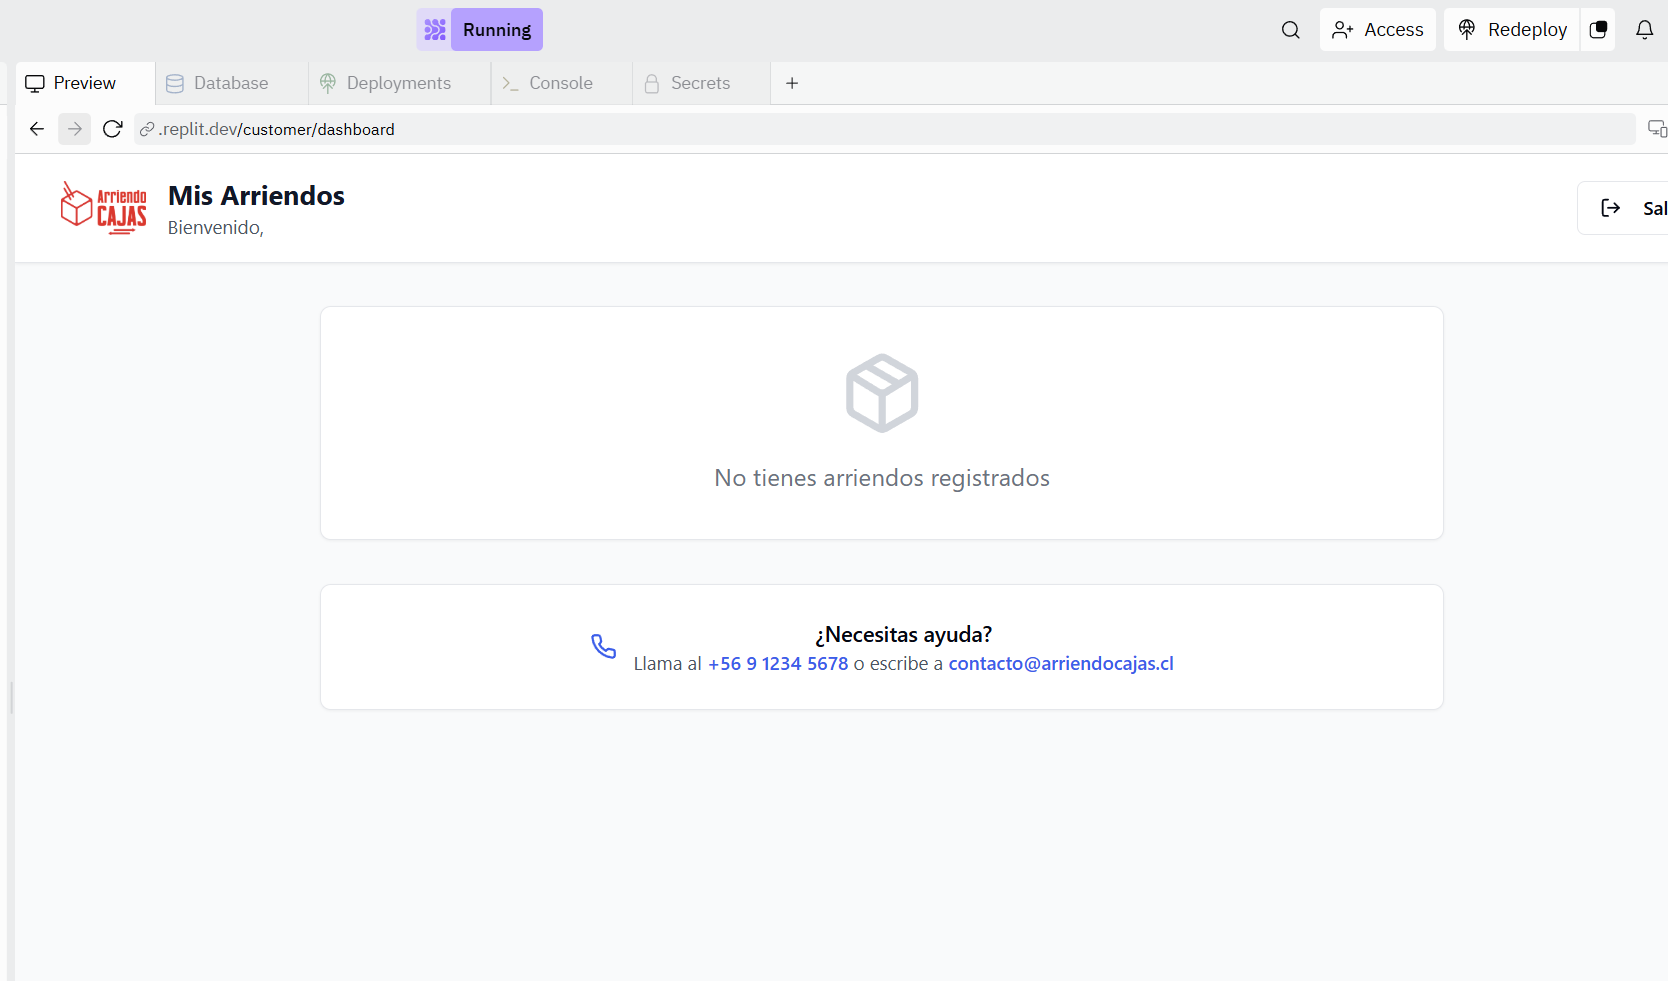 Running
Access
Redeploy
Preview
Database
Deployments
Console
Secrets
.replit.dev/customer/dashboard
Arriendo
CAJAS
Mis Arriendos
Bienvenido,
Sal
No tienes arriendos registrados
¿Necesitas ayuda?
Llama al +56 9 1234 5678 o escribe a contacto@arriendocajas.cl